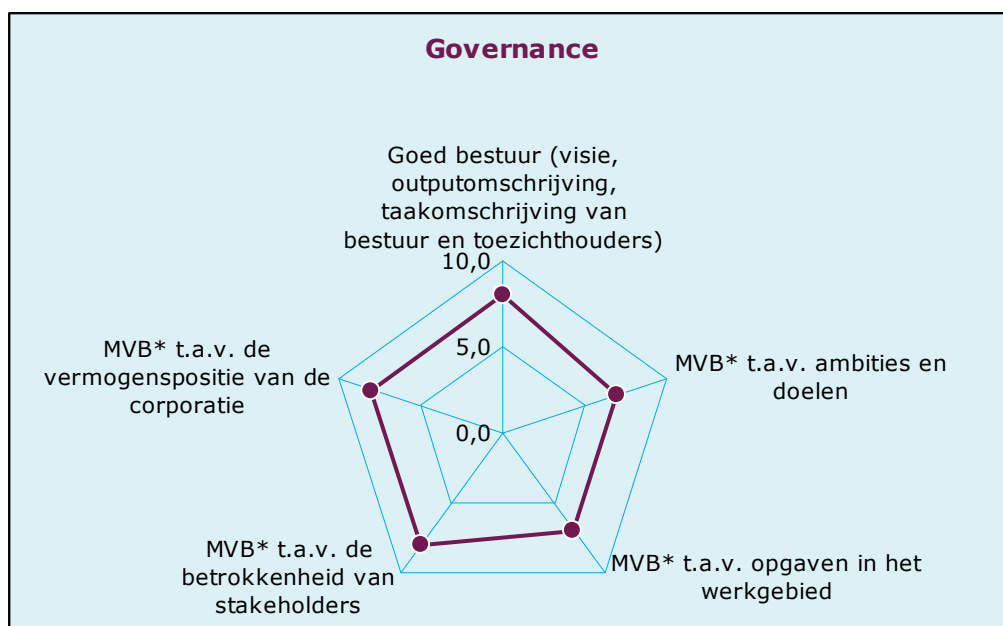 Governance
Goed bestuur (visie,
outputomschrijving,
taakomschrijving van
bestuur en toezichthouders)
10,0
5,0
0,0
MVB* t.a.v. ambities en
doelen
MVB* t.a.v. opgaven in het
werkgebied
MVB* t.a.v. de
betrokkenheid van
stakeholders
MVB* t.a.v. de
vermogenspositie van de
corporatie